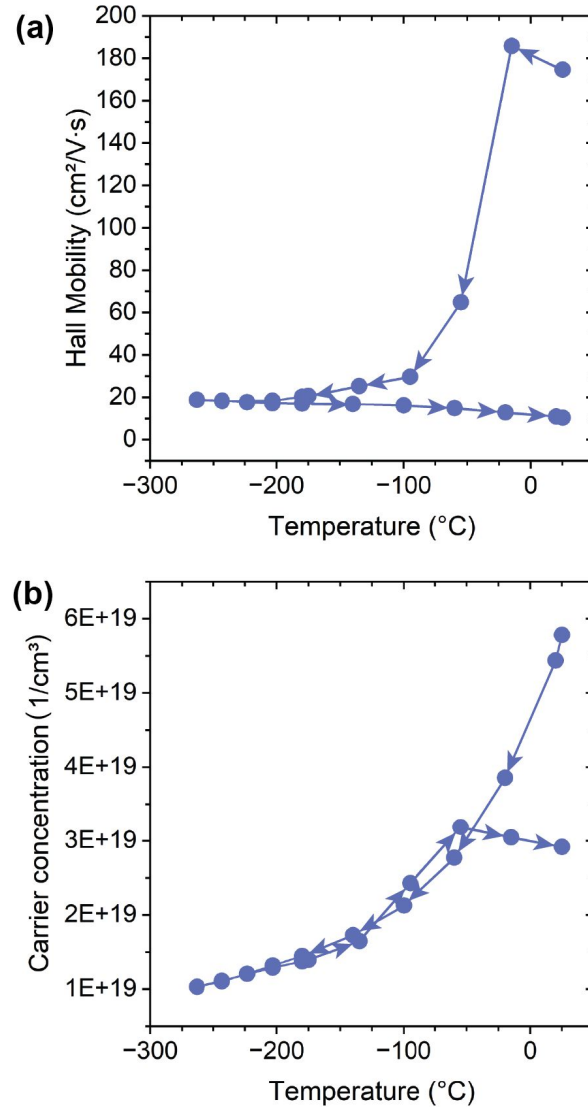 (a)
200
180
160
140
120
100
80
60
40
20
0
Hall Mobility (cm²/V·s)
−300 −200 −100 0
Temperature (°C)
(b)
6E+19
5E+19
4E+19
3E+19
2E+19
1E+19
Carrier concentration (1/cm³)
−300 −200 −100 0
Temperature (°C)